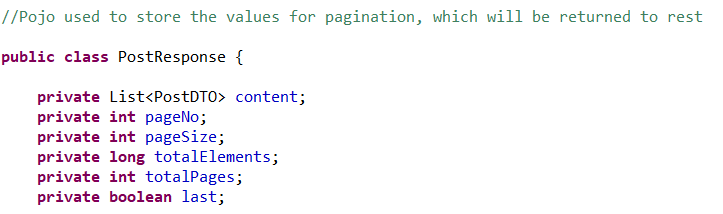 //Pojo used to store the values for pagination, which will be returned to rest
public class PostResponse {
private List<PostDTO> content;
private int pageNo;
private int pageSize;
private long totalElements;
private int totalPages;
private boolean last;